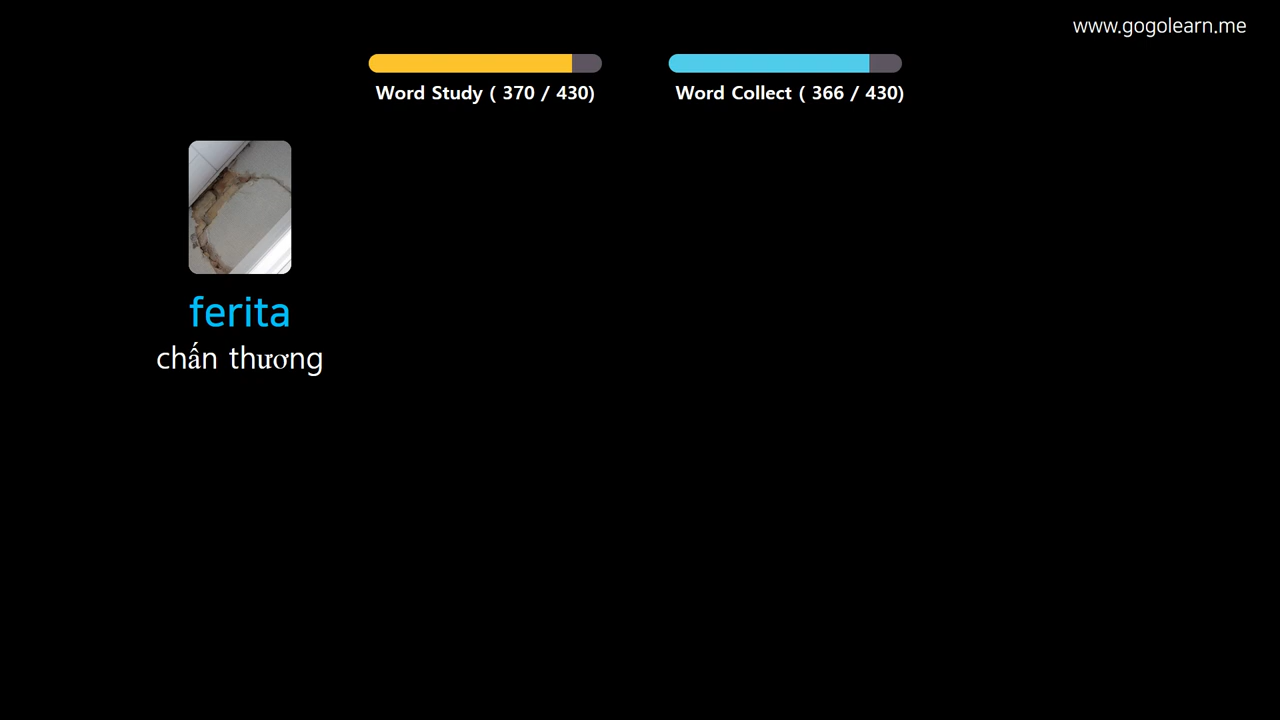 www.gogolearn.me
Word Study ( 370 / 430)
Word Collect ( 366 / 430)
ferita
chấn thương